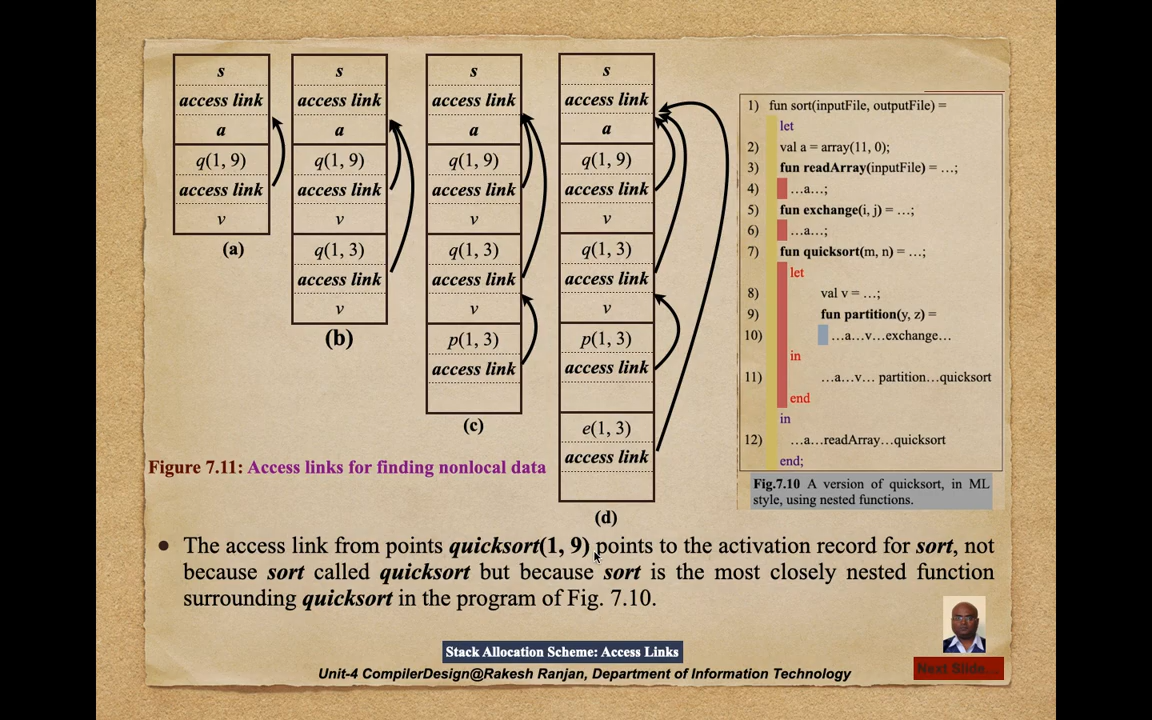 s
access link
a
q(1, 9)
access link
v
(a)
s
access link
a
q(1, 9)
access link
v
q(1, 3)
access link
v
(b)
s
access link
a
q(1, 9)
access link
v
q(1, 3)
access link
v
p(1, 3)
access link
(c)
s
access link
a
q(1, 9)
access link
v
q(1, 3)
access link
v
p(1, 3)
access link
e(1, 3)
access link
(d)
1) fun sort(inputFile, outputFile) =
let
2) val a = array(11, 0);
3) fun readArray(inputFile) = …;
4) …a…;
5) fun exchange(i, j) = …;
6) …a…;
7) fun quicksort(m, n) = …;
let
8) val v = …;
9) fun partition(y, z) =
10) …a…v…exchange…
in
11) …a…v… partition…quicksort
end
in
12) …a…readArray…quicksort
end;
Fig.7.10 A version of quicksort, in ML
style, using nested functions.
Figure 7.11: Access links for finding nonlocal data
• The access link from points quicksort(1, 9) points to the activation record for sort, not
because sort called quicksort but because sort is the most closely nested function
surrounding quicksort in the program of Fig. 7.10.
Stack Allocation Scheme: Access Links
Unit-4 CompilerDesign@Rakesh Ranjan, Department of Information Technology
Next Slide…